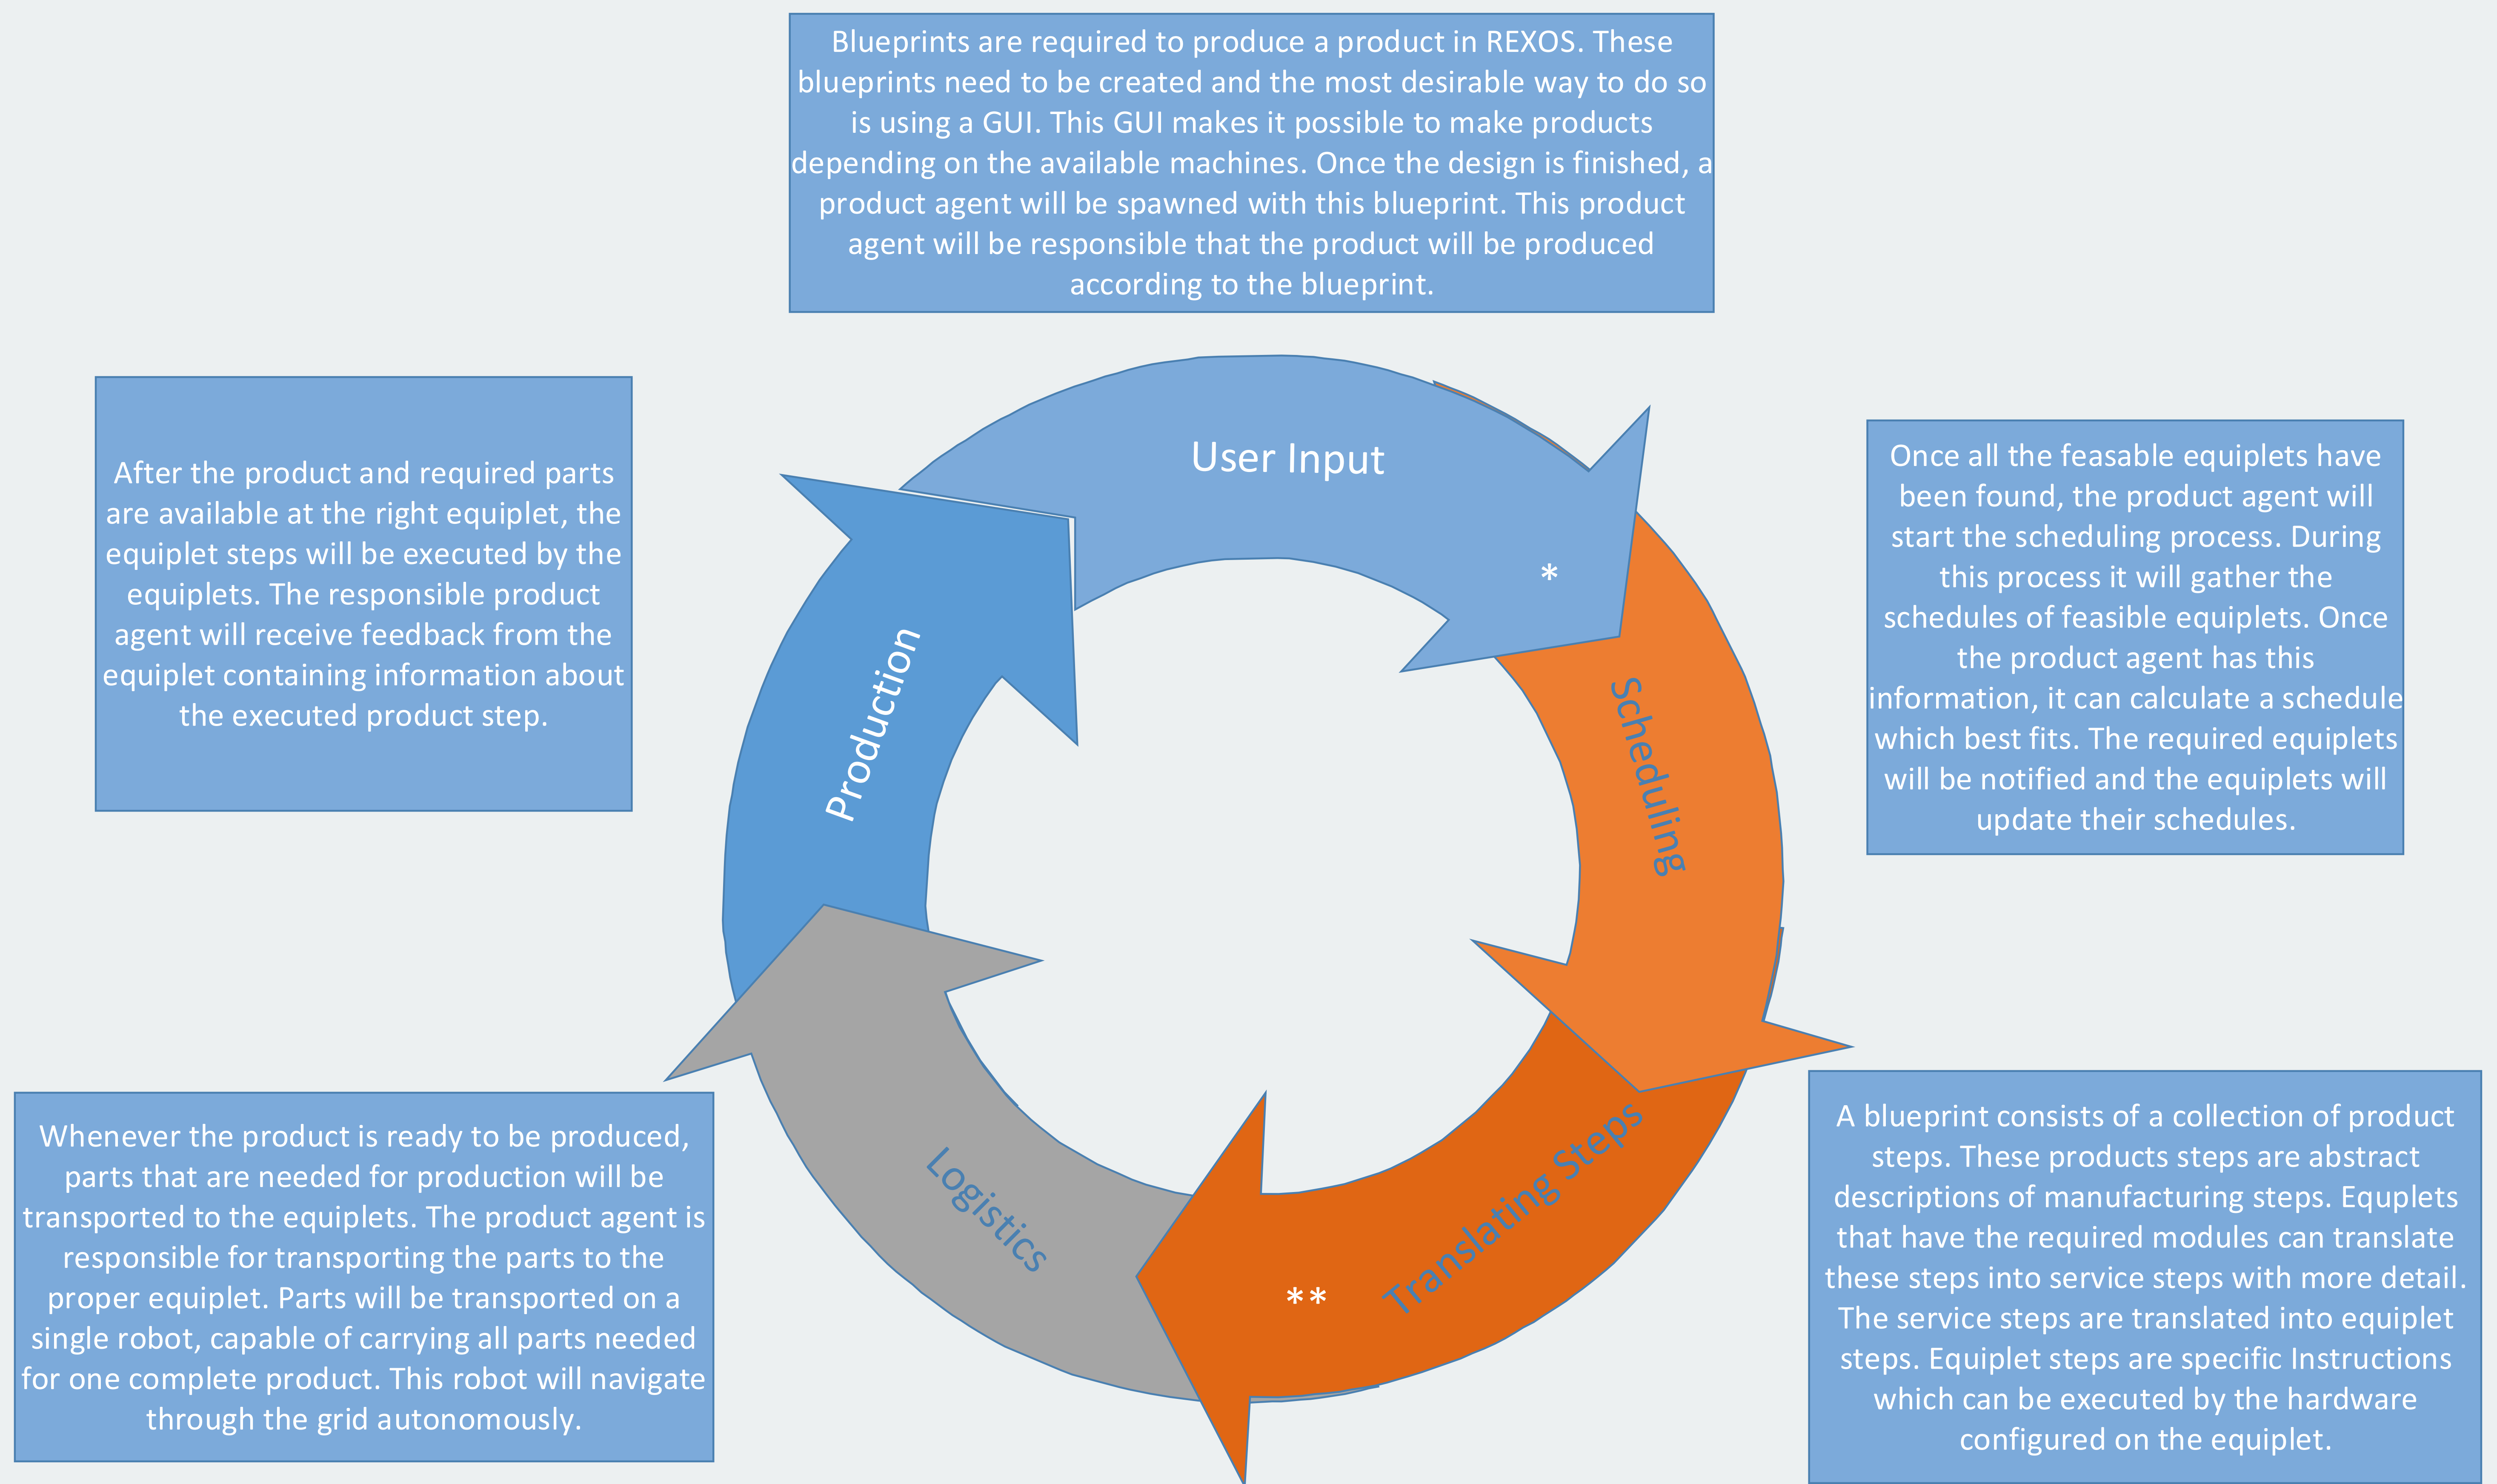 Blueprints are required to produce a product in REXOS. These
blueprints need to be created and the most desirable way to do so
is using a GUI. This GUI makes it possible to make products
depending on the available machines. Once the design is finished, a
product agent will be spawned with this blueprint. This product
agent will be responsible that the product will be produced
according to the blueprint.
User Input
*
Once all the feasable equiplets have
been found, the product agent will
start the scheduling process. During
this process it will gather the
schedules of feasible equiplets. Once
the product agent has this
information, it can calculate a schedule
which best fits. The required equiplets
will be notified and the equiplets will
update their schedules.
Scheduling
A blueprint consists of a collection of product
steps. These products steps are abstract
descriptions of manufacturing steps. Equplets
that have the required modules can translate
these steps into service steps with more detail.
The service steps are translated into equiplet
steps. Equiplet steps are specific Instructions
which can be executed by the hardware
configured on the equiplet.
Translating Steps
**
Whenever the product is ready to be produced,
parts that are needed for production will be
transported to the equiplets. The product agent is
responsible for transporting the parts to the
proper equiplet. Parts will be transported on a
single robot, capable of carrying all parts needed
for one complete product. This robot will navigate
through the grid autonomously.
Logistics
After the product and required parts
are available at the right equiplet, the
equiplet steps will be executed by the
equiplets. The responsible product
agent will receive feedback from the
equiplet containing information about
the executed product step.
Production